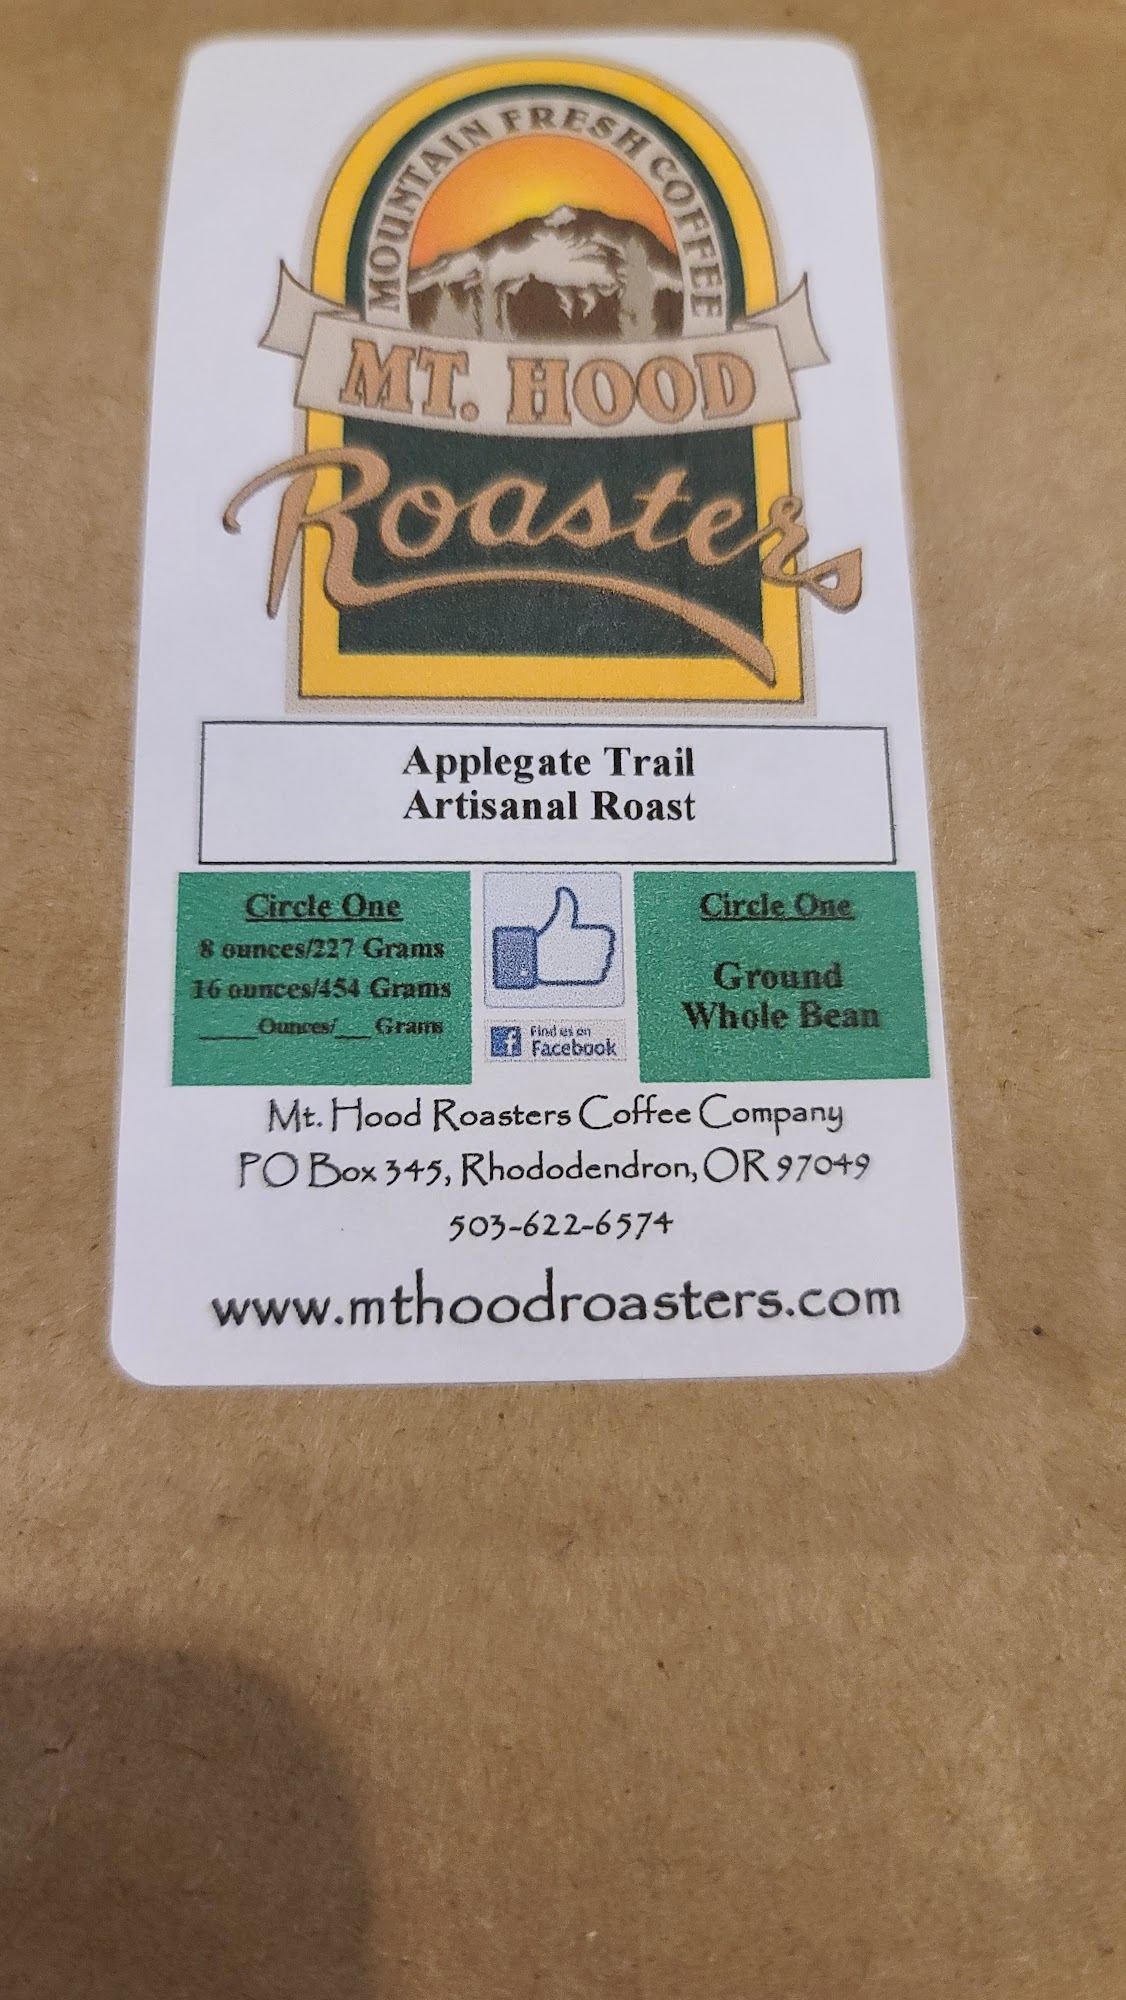 MOUNTAIN FRESH COFFEE
MT. HOOD
Roasters
Applegate Trail
Artisanal Roast
Circle One
8 ounces/227 Grams
16 ounces/454 Grams
____Ounces/___ Grams
f Find us on
Facebook
Circle One
Ground
Whole Bean
Mt. Hood Roasters Coffee Company
PO Box 345, Rhododendron, OR 97049
503-622-6574
www.mthoodroasters.com